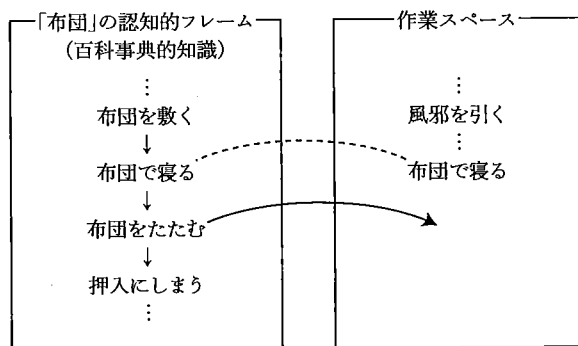 「布団」の認知的フレーム
(百科事典的知識)
⋮
布団を敷く
↓
布団で寝る
↓
布団をたたむ
↓
押入にしまう
⋮
作業スペース
⋮
風邪を引く
⋮
布団で寝る